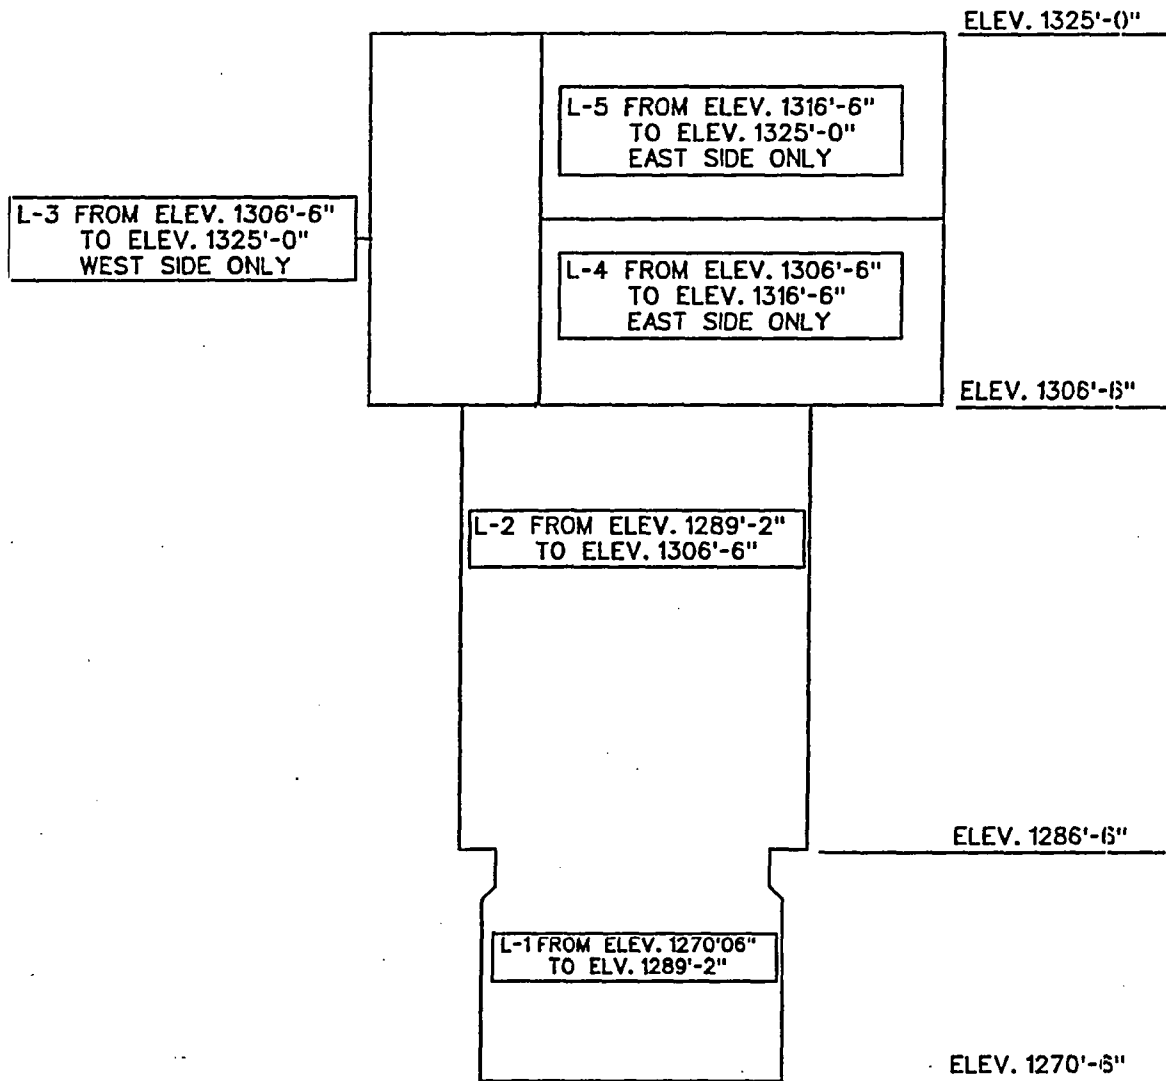 ELEV. 1325'-0"
L-5 FROM ELEV. 1316'-6"
TO ELEV. 1325'-0"
EAST SIDE ONLY
L-3 FROM ELEV. 1306'-6"
TO ELEV. 1325'-0"
WEST SIDE ONLY
L-4 FROM ELEV. 1306'-6"
TO ELEV. 1316'-6"
EAST SIDE ONLY
ELEV. 1306'-6"
L-2 FROM ELEV. 1289'-2"
TO ELEV. 1306'-6"
ELEV. 1286'-6"
L-1 FROM ELEV. 1270'06"
TO ELV. 1289'-2"
ELEV. 1270'-6"